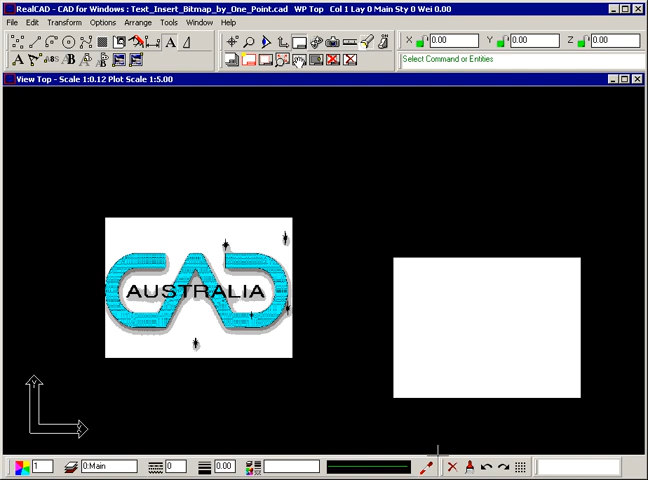 RealCAD - CAD for Windows : Text_Insert_Bitmap_by_One_Point.cad WP Top Col 1 Lay 0 Main Sty 0 Wei 0.00
File Edit Transform Options Arrange Tools Window Help
X 0.00 Y 0.00 Z 0.00
Select Command or Entities
View Top - Scale 1:0.12 Plot Scale 1:5.00
CAD
AUSTRALIA
Y
X
1 0:Main 0 0.00